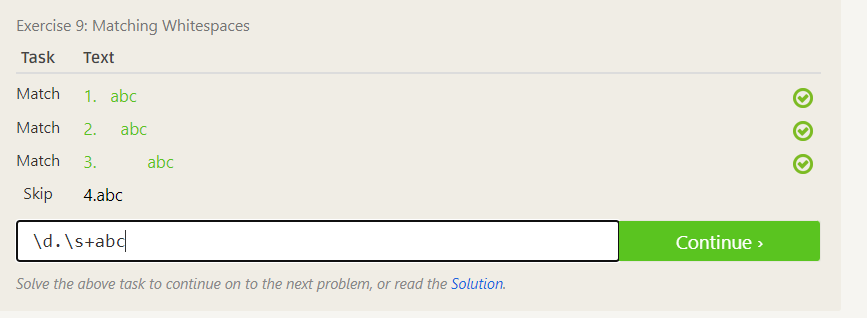 Exercise 9: Matching Whitespaces
Task Text
Match 1. abc
Match 2. abc
Match 3. abc
Skip 4.abc
\d.\s+abc Continue ›
Solve the above task to continue on to the next problem, or read the Solution.